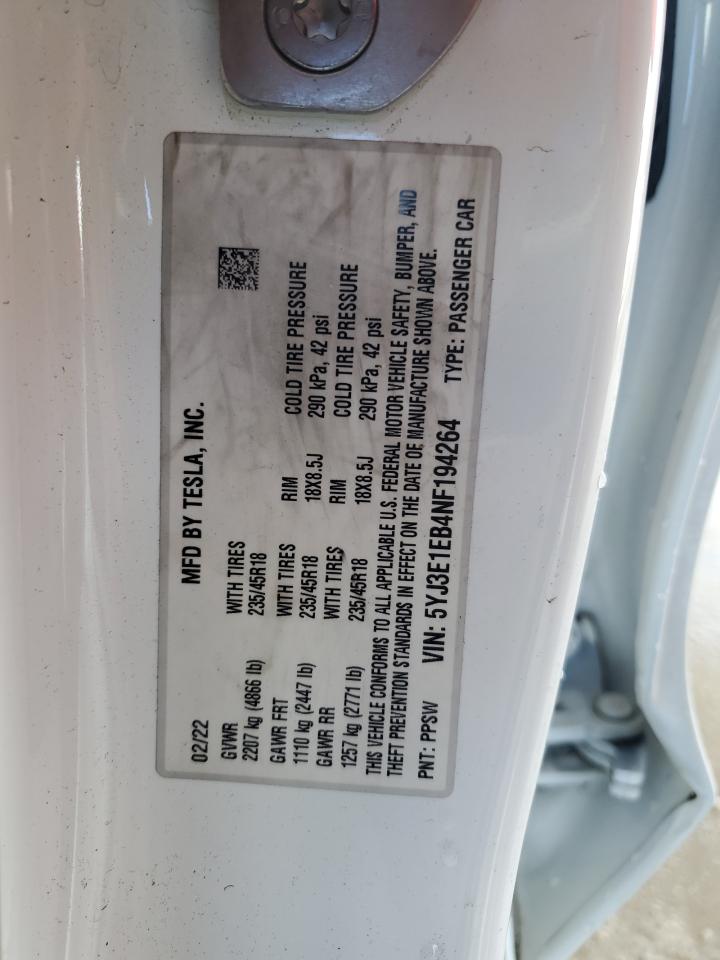 MFD BY TESLA, INC.
02/22
GVWR WITH TIRES
2207 kg (4866 lb) 235/45R18
GAWR FRT WITH TIRES RIM COLD TIRE PRESSURE
1110 kg (2447 lb) 235/45R18 18X8.5J 290 kPa, 42 psi
GAWR RR WITH TIRES RIM COLD TIRE PRESSURE
1257 kg (2771 lb) 235/45R18 18X8.5J 290 kPa, 42 psi
THIS VEHICLE CONFORMS TO ALL APPLICABLE U.S. FEDERAL MOTOR VEHICLE SAFETY, BUMPER, AND
THEFT PREVENTION STANDARDS IN EFFECT ON THE DATE OF MANUFACTURE SHOWN ABOVE.
PNT: PPSW VIN: 5YJ3E1EB4NF194264 TYPE: PASSENGER CAR